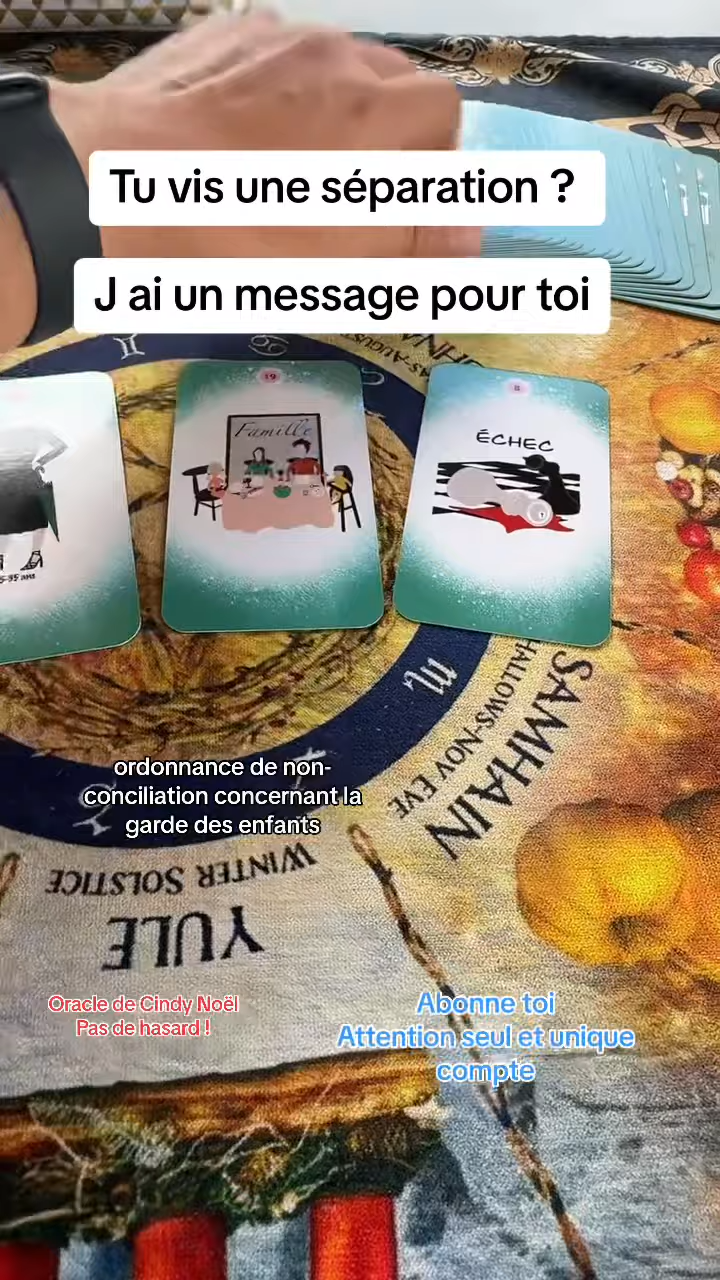 Tu vis une séparation ?
J ai un message pour toi
19
Famille
8
ÉCHEC
SAMHAIN
HALLOWS-NOV EVE
ordonnance de non-
conciliation concernant la
garde des enfants
WINTER SOLSTICE
YULE
Oracle de Cindy Noël
Pas de hasard !
Abonne toi
Attention seul et unique
compte